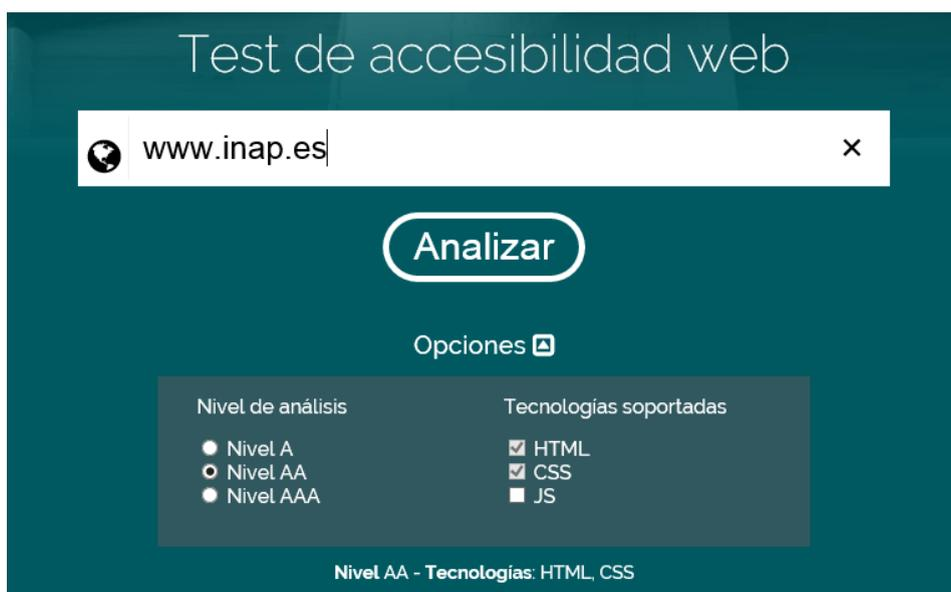 Test de accesibilidad web
www.inap.es
Analizar
Opciones
Nivel de análisis
Nivel A
Nivel AA
Nivel AAA
Tecnologías soportadas
HTML
CSS
JS
Nivel AA - Tecnologías: HTML, CSS